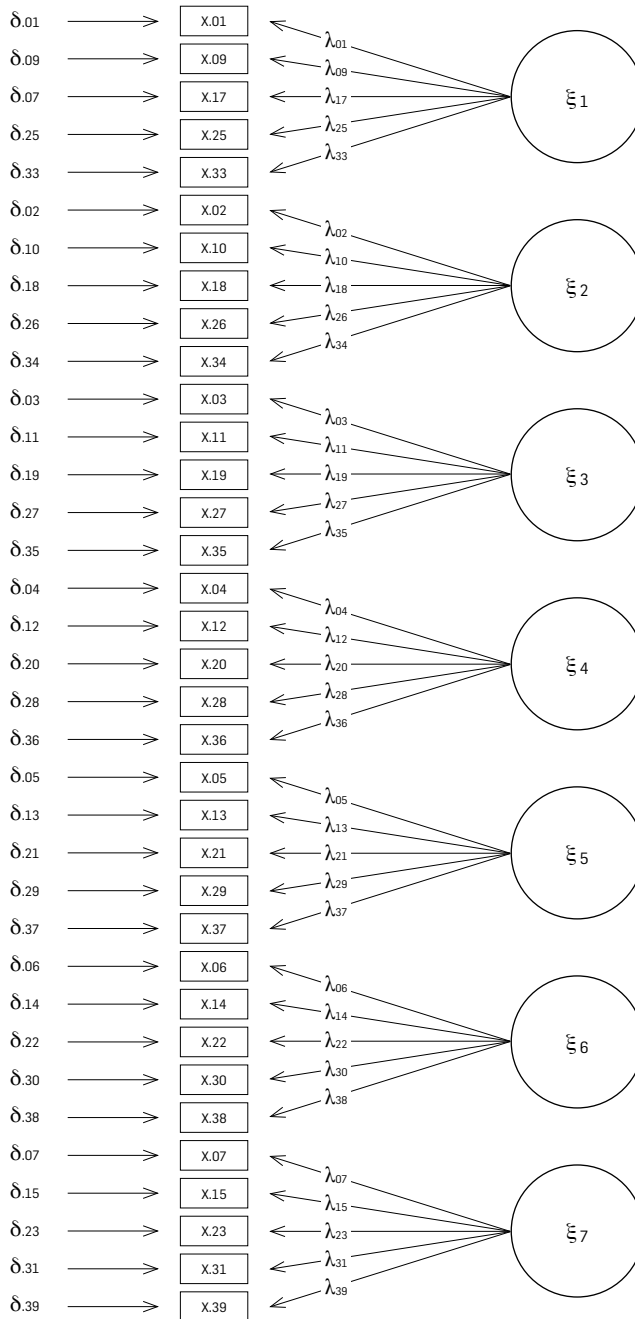 δ.01 X.01 λ01
δ.09 X.09 λ09
δ.07 X.17 λ17 ξ1
δ.25 X.25 λ25
δ.33 X.33 λ33
δ.02 X.02 λ02
δ.10 X.10 λ10
δ.18 X.18 λ18 ξ2
δ.26 X.26 λ26
δ.34 X.34 λ34
δ.03 X.03 λ03
δ.11 X.11 λ11
δ.19 X.19 λ19 ξ3
δ.27 X.27 λ27
δ.35 X.35 λ35
δ.04 X.04 λ04
δ.12 X.12 λ12
δ.20 X.20 λ20 ξ4
δ.28 X.28 λ28
δ.36 X.36 λ36
δ.05 X.05 λ05
δ.13 X.13 λ13
δ.21 X.21 λ21 ξ5
δ.29 X.29 λ29
δ.37 X.37 λ37
δ.06 X.06 λ06
δ.14 X.14 λ14
δ.22 X.22 λ22 ξ6
δ.30 X.30 λ30
δ.38 X.38 λ38
δ.07 X.07 λ07
δ.15 X.15 λ15
δ.23 X.23 λ23 ξ7
δ.31 X.31 λ31
δ.39 X.39 λ39